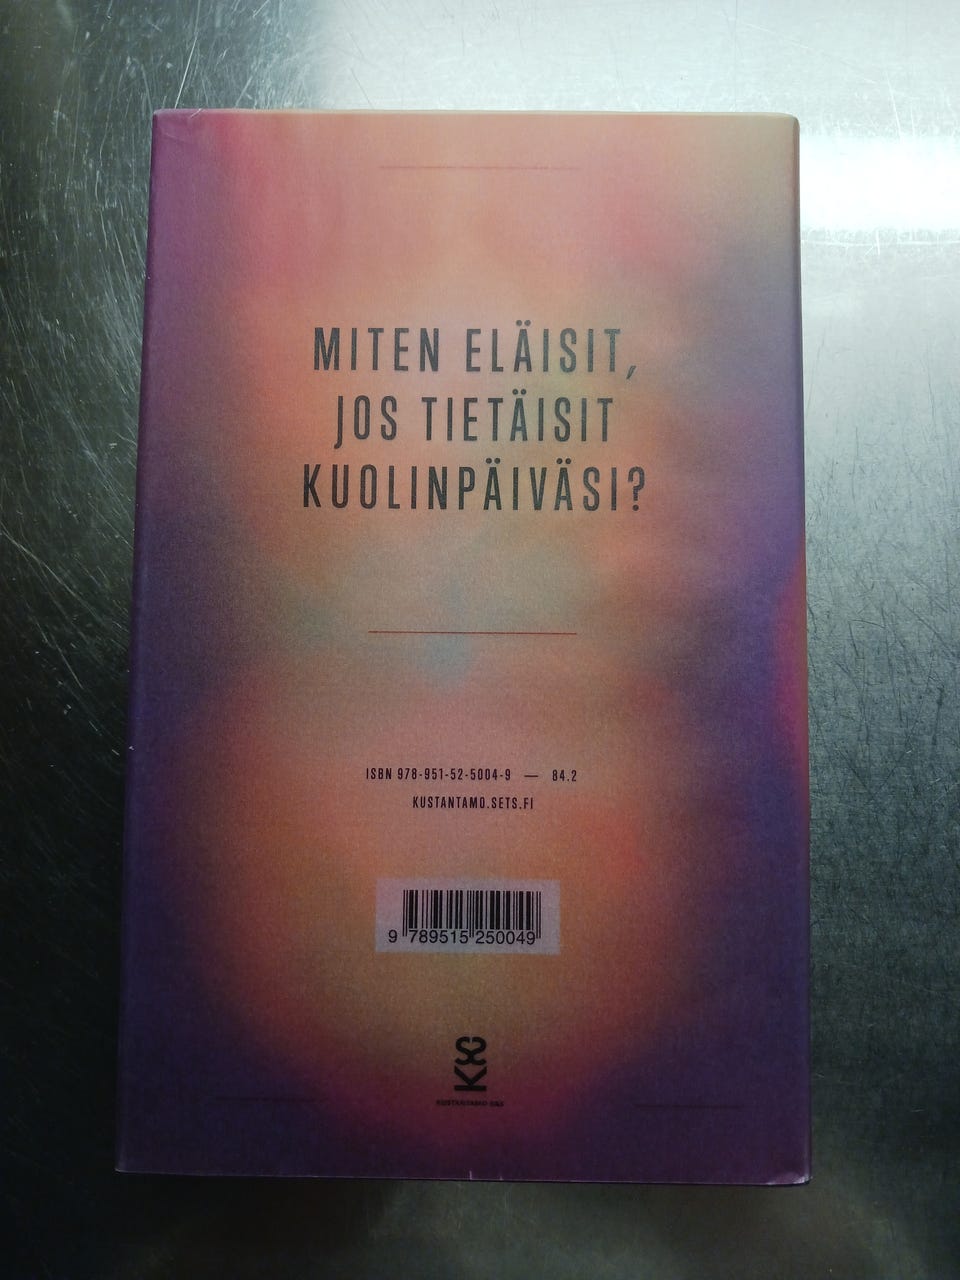 MITEN ELÄISIT,
JOS TIETÄISIT
KUOLINPÄIVÄSI?
ISBN 978-951-52-5004-9 — 84.2
KUSTANTAMO.SETS.FI
9 789515 250049
K&S
KUSTANTAMO S&S